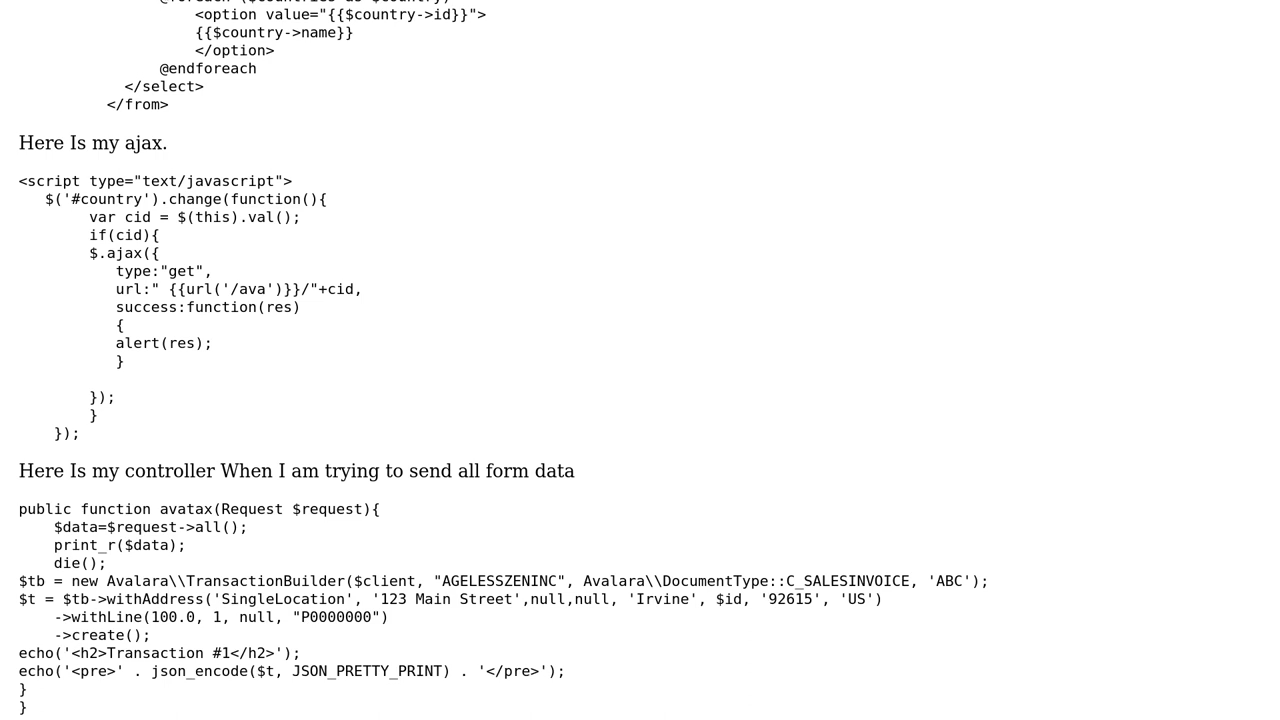 @foreach ($countries as $country)
<option value="{{$country->id}}">
{{$country->name}}
</option>
@endforeach
</select>
</from>
Here Is my ajax.
<script type="text/javascript">
$('#country').change(function(){
var cid = $(this).val();
if(cid){
$.ajax({
type:"get",
url:" {{url('/ava')}}/"+cid,
success:function(res)
{
alert(res);
}
});
}
});
Here Is my controller When I am trying to send all form data
public function avatax(Request $request){
$data=$request->all();
print_r($data);
die();
$tb = new Avalara\\TransactionBuilder($client, "AGELESSZENINC", Avalara\\DocumentType::C_SALESINVOICE, 'ABC');
$t = $tb->withAddress('SingleLocation', '123 Main Street',null,null, 'Irvine', $id, '92615', 'US')
->withLine(100.0, 1, null, "P0000000")
->create();
echo('<h2>Transaction #1</h2>');
echo('<pre>' . json_encode($t, JSON_PRETTY_PRINT) . '</pre>');
}
}